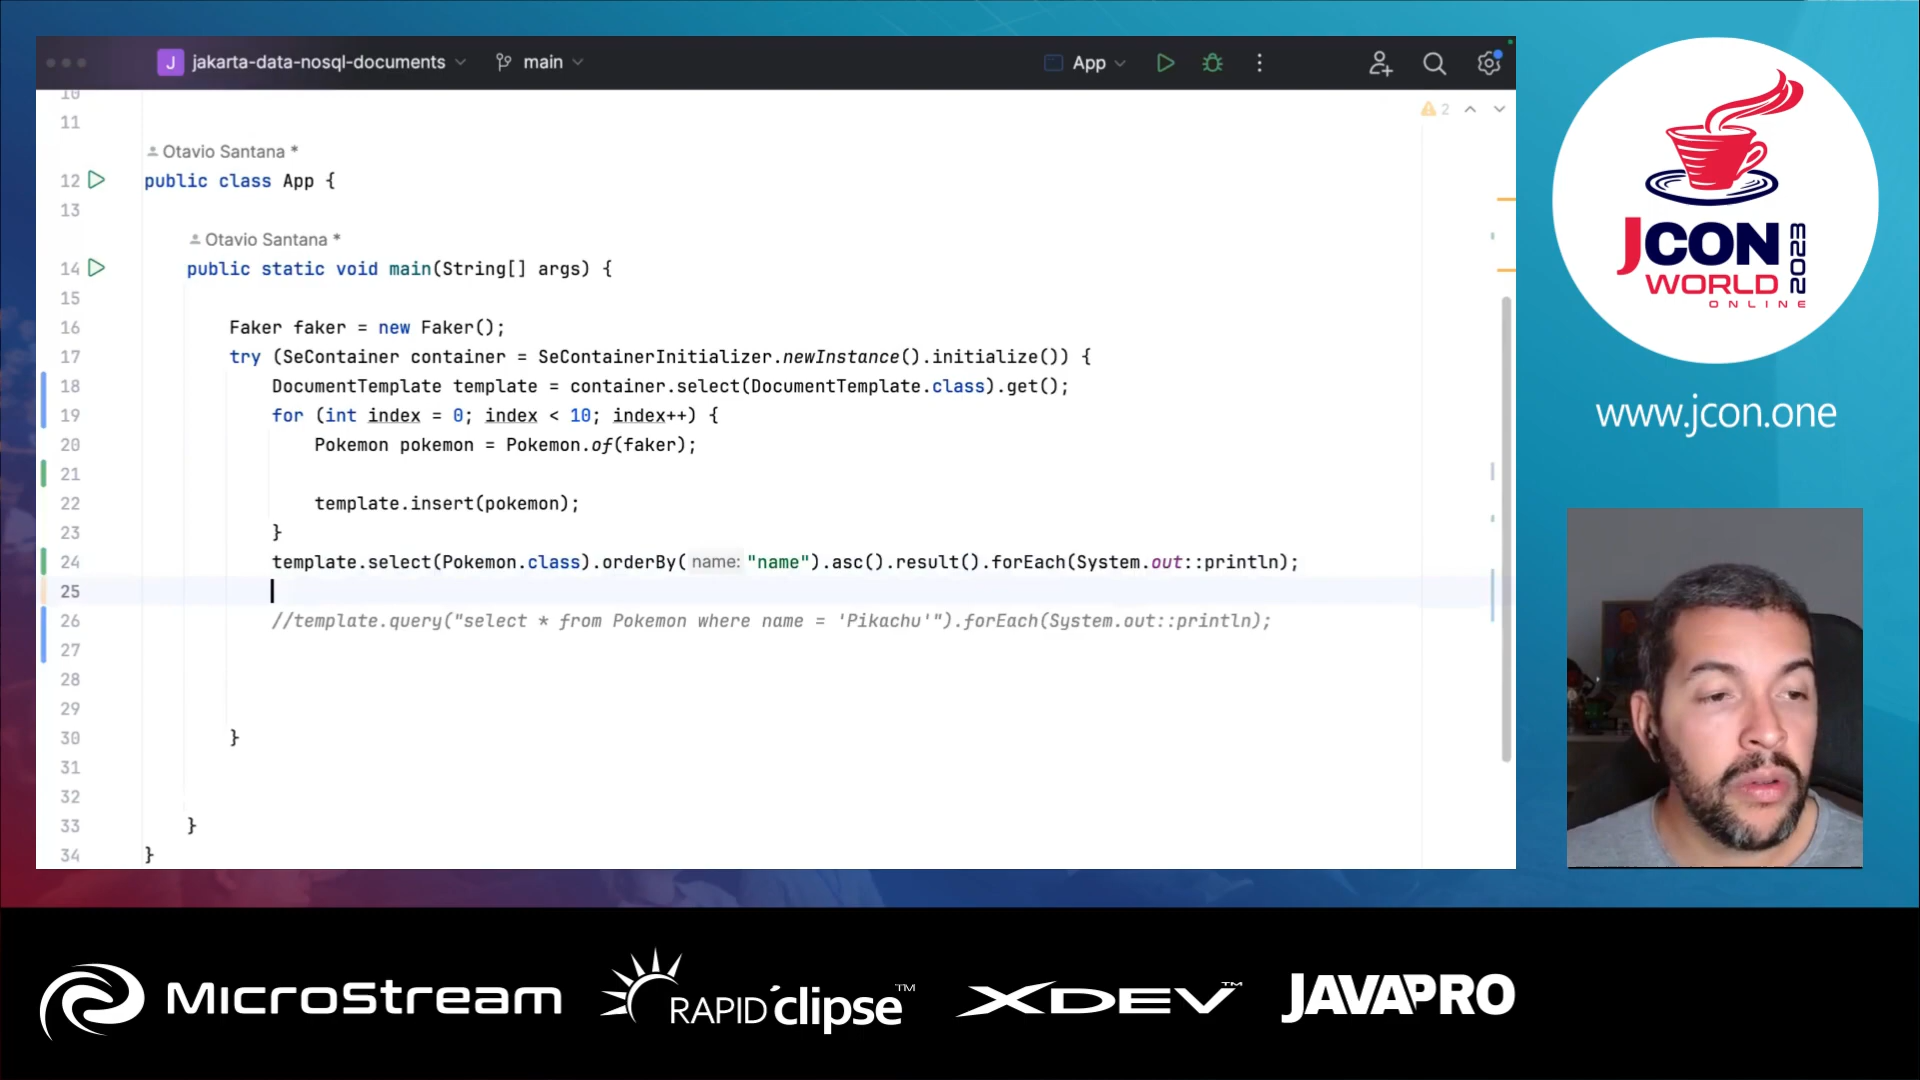 J jakarta-data-nosql-documents main App
10 2
11
Otavio Santana *
12 public class App {
13
Otavio Santana *
14 public static void main(String[] args) {
15
16 Faker faker = new Faker();
17 try (SeContainer container = SeContainerInitializer.newInstance().initialize()) {
18 DocumentTemplate template = container.select(DocumentTemplate.class).get();
19 for (int index = 0; index < 10; index++) {
20 Pokemon pokemon = Pokemon.of(faker);
21
22 template.insert(pokemon);
23 }
24 template.select(Pokemon.class).orderBy( name: "name").asc().result().forEach(System.out::println);
25
26 //template.query("select * from Pokemon where name = 'Pikachu'").forEach(System.out::println);
27
28
29
30 }
31
32
33 }
34 }
JCON
WORLD
ONLINE
2023
www.jcon.one
MICROSTREAM RAPID'clipse™ XDEV™ JAVAPRO